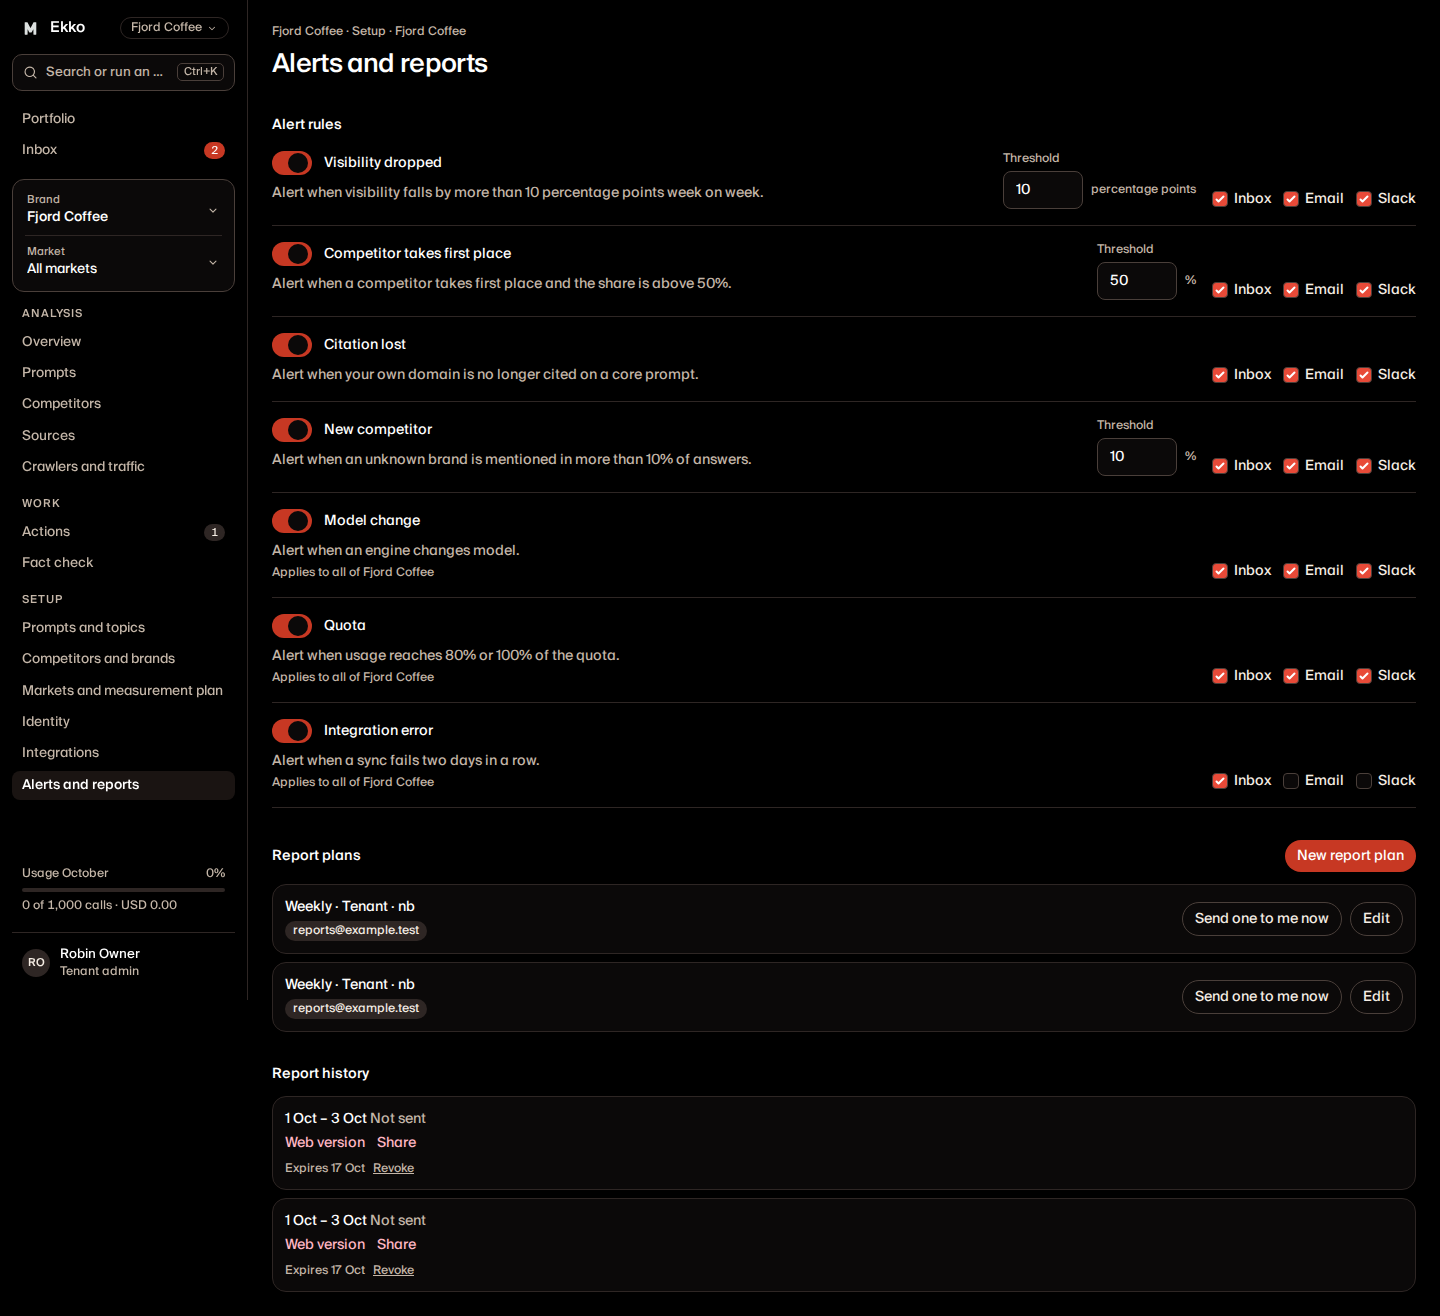 Ekko
Fjord Coffee
Search or run an ...
Ctrl+K
Portfolio
Inbox
2
Brand
Fjord Coffee
Market
All markets
ANALYSIS
Overview
Prompts
Competitors
Sources
Crawlers and traffic
WORK
Actions
1
Fact check
SETUP
Prompts and topics
Competitors and brands
Markets and measurement plan
Identity
Integrations
Alerts and reports
Usage October
0%
0 of 1,000 calls · USD 0.00
RO
Robin Owner
Tenant admin
Fjord Coffee · Setup · Fjord Coffee
Alerts and reports
Alert rules
Visibility dropped
Alert when visibility falls by more than 10 percentage points week on week.
Threshold
10
percentage points
Inbox
Email
Slack
Competitor takes first place
Alert when a competitor takes first place and the share is above 50%.
Threshold
50
%
Inbox
Email
Slack
Citation lost
Alert when your own domain is no longer cited on a core prompt.
Inbox
Email
Slack
New competitor
Alert when an unknown brand is mentioned in more than 10% of answers.
Threshold
10
%
Inbox
Email
Slack
Model change
Alert when an engine changes model.
Applies to all of Fjord Coffee
Inbox
Email
Slack
Quota
Alert when usage reaches 80% or 100% of the quota.
Applies to all of Fjord Coffee
Inbox
Email
Slack
Integration error
Alert when a sync fails two days in a row.
Applies to all of Fjord Coffee
Inbox
Email
Slack
Report plans
New report plan
Weekly · Tenant · nb
reports@example.test
Send one to me now
Edit
Weekly · Tenant · nb
reports@example.test
Send one to me now
Edit
Report history
1 Oct – 3 Oct Not sent
Web version
Share
Expires 17 Oct
Revoke
1 Oct – 3 Oct Not sent
Web version
Share
Expires 17 Oct
Revoke